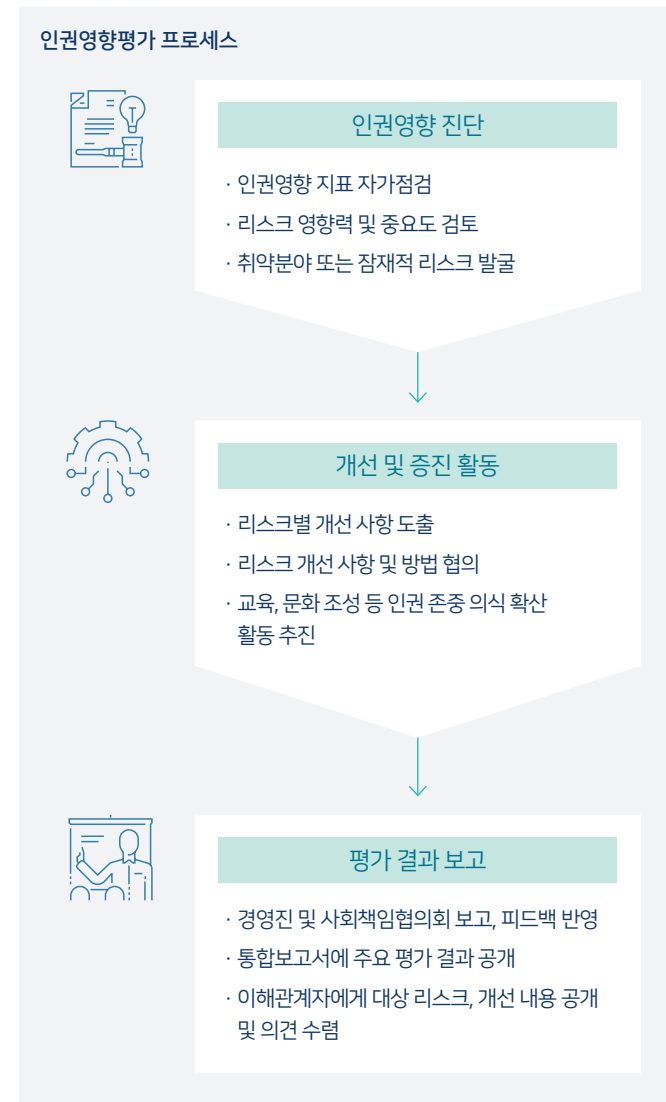 인권영향평가 프로세스
인권영향 진단
· 인권영향 지표 자가점검
· 리스크 영향력 및 중요도 검토
· 취약분야 또는 잠재적 리스크 발굴
개선 및 증진 활동
· 리스크별 개선 사항 도출
· 리스크 개선 사항 및 방법 협의
· 교육, 문화 조성 등 인권 존중 의식 확산
활동 추진
평가 결과 보고
· 경영진 및 사회책임협의회 보고, 피드백 반영
· 통합보고서에 주요 평가 결과 공개
· 이해관계자에게 대상 리스크, 개선 내용 공개
및 의견 수렴